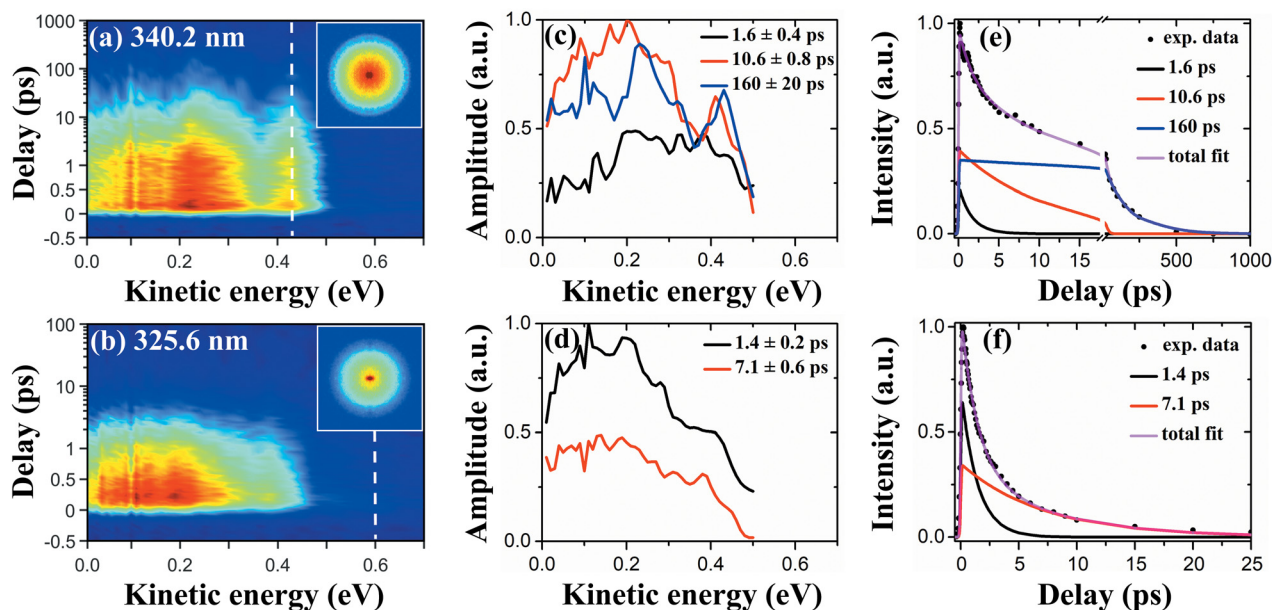 (a) 340.2 nm
1000
100
10
1
0.5
0
-0.5
Delay (ps)
0.0 0.2 0.4 0.6
Kinetic energy (eV)
(c)
1.6 ± 0.4 ps
10.6 ± 0.8 ps
160 ± 20 ps
1.0
0.5
0.0
Amplitude (a.u.)
0.0 0.2 0.4 0.6
Kinetic energy (eV)
(e)
exp. data
1.6 ps
10.6 ps
160 ps
total fit
1.0
0.5
0.0
Intensity (a.u.)
0 5 10 15 500 1000
Delay (ps)
(b) 325.6 nm
100
10
1
0.5
0
-0.5
Delay (ps)
0.0 0.2 0.4 0.6
Kinetic energy (eV)
(d)
1.4 ± 0.2 ps
7.1 ± 0.6 ps
1.0
0.5
0.0
Amplitude (a.u.)
0.0 0.2 0.4 0.6
Kinetic energy (eV)
(f)
exp. data
1.4 ps
7.1 ps
total fit
1.0
0.5
0.0
Intensity (a.u.)
0 5 10 15 20 25
Delay (ps)